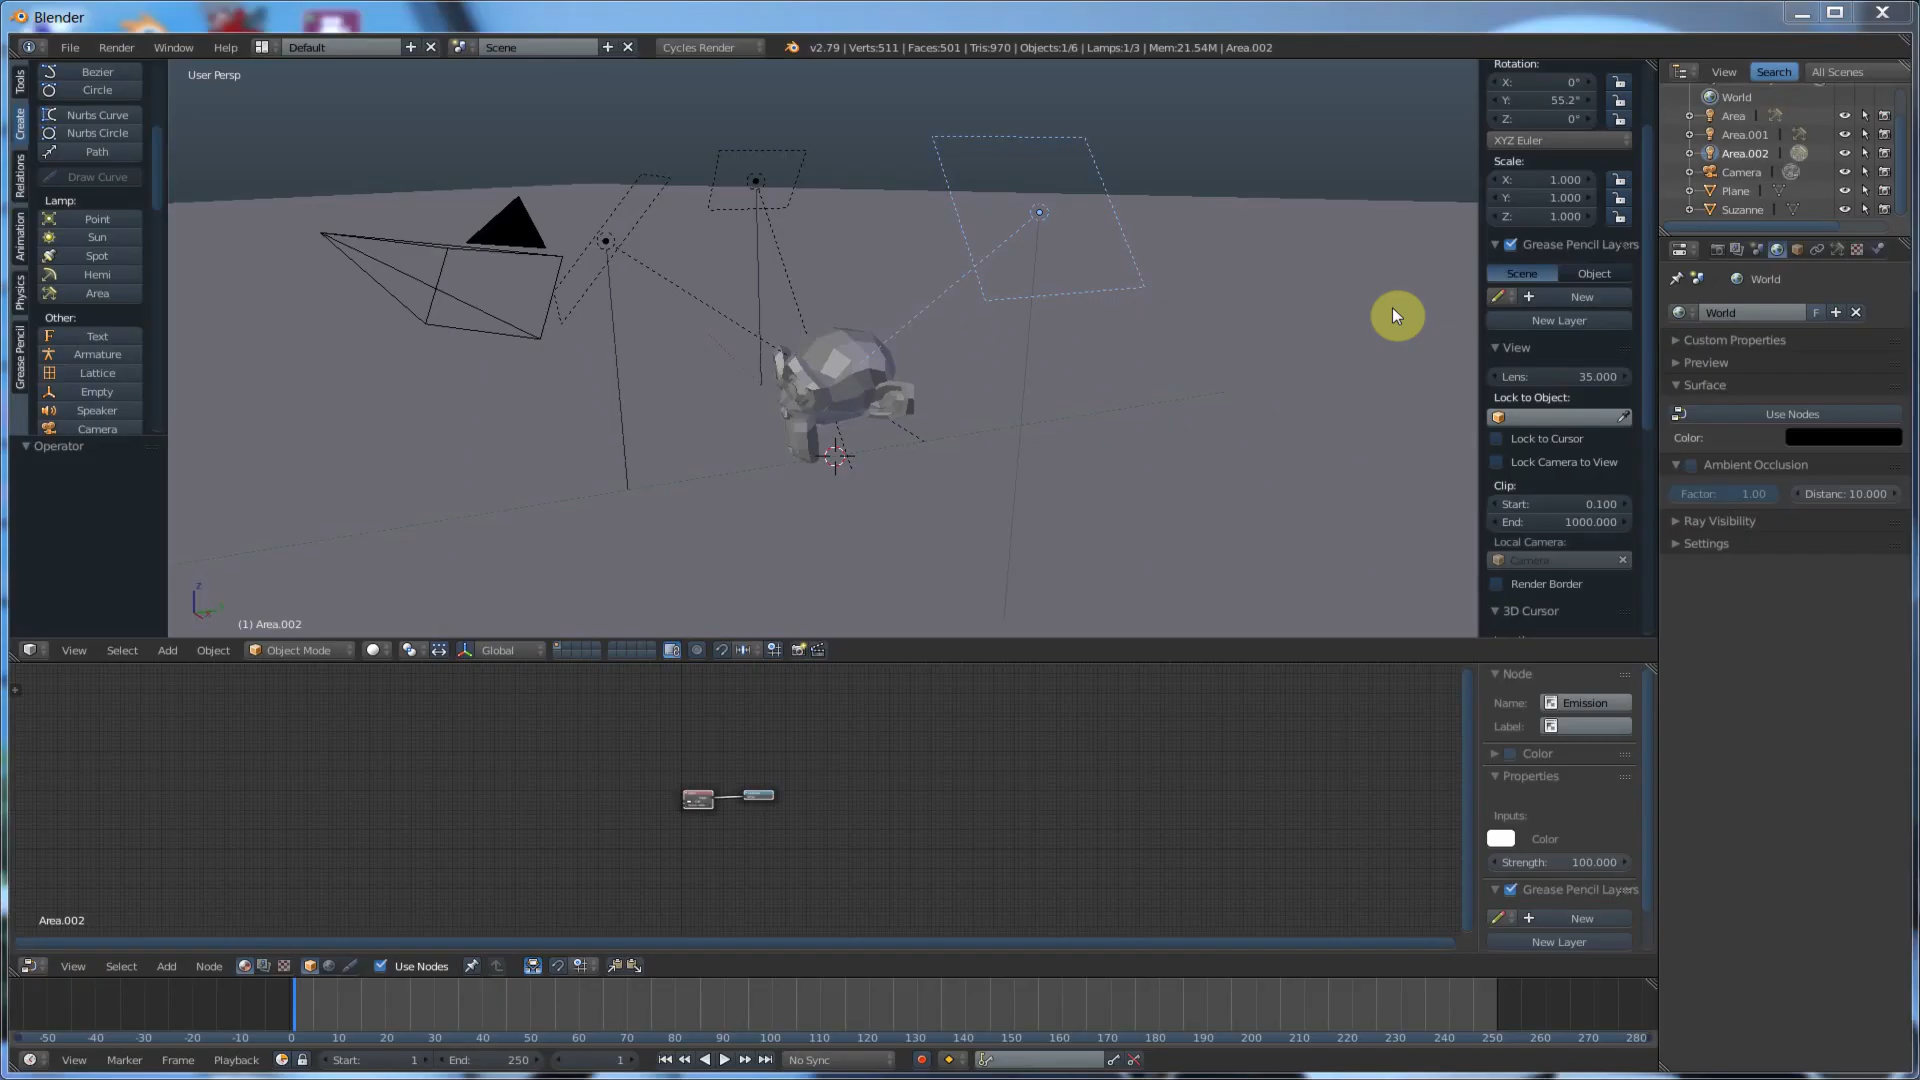 Blender
File Render Window Help Default Scene Cycles Render v2.79 | Verts:511 | Faces:501 | Tris:970 | Objects:1/6 | Lamps:1/3 | Mem:21.54M | Area.002
Tools
Create
Relations
Animation
Physics
Grease Pencil
Bezier
Circle
Nurbs Curve
Nurbs Circle
Path
Draw Curve
Lamp:
Point
Sun
Spot
Hemi
Area
Other:
Text
Armature
Lattice
Empty
Speaker
Camera
Operator
User Persp
(1) Area.002
Rotation:
X: 0°
Y: 55.2°
Z: 0°
XYZ Euler
Scale:
X: 1.000
Y: 1.000
Z: 1.000
Grease Pencil Layers
Scene Object
New
New Layer
View
Lens: 35.000
Lock to Object:
Lock to Cursor
Lock Camera to View
Clip:
Start: 0.100
End: 1000.000
Local Camera:
Camera
Render Border
3D Cursor
View Search All Scenes
World
Area
Area.001
Area.002
Camera
Plane
Suzanne
World
World F
Custom Properties
Preview
Surface
Use Nodes
Color:
Ambient Occlusion
Factor: 1.00 Distanc: 10.000
Ray Visibility
Settings
View Select Add Object Object Mode Global
Node
Name: Emission
Label:
Color
Properties
Inputs:
Color
Strength: 100.000
Grease Pencil Layers
New
New Layer
Area.002
View Select Add Node Use Nodes
-50 -40 -30 -20 -10 0 10 20 30 40 50 60 70 80 90 100 110 120 130 140 150 160 170 180 190 200 210 220 230 240 250 260 270 280
View Marker Frame Playback Start: 1 End: 250 1 No Sync